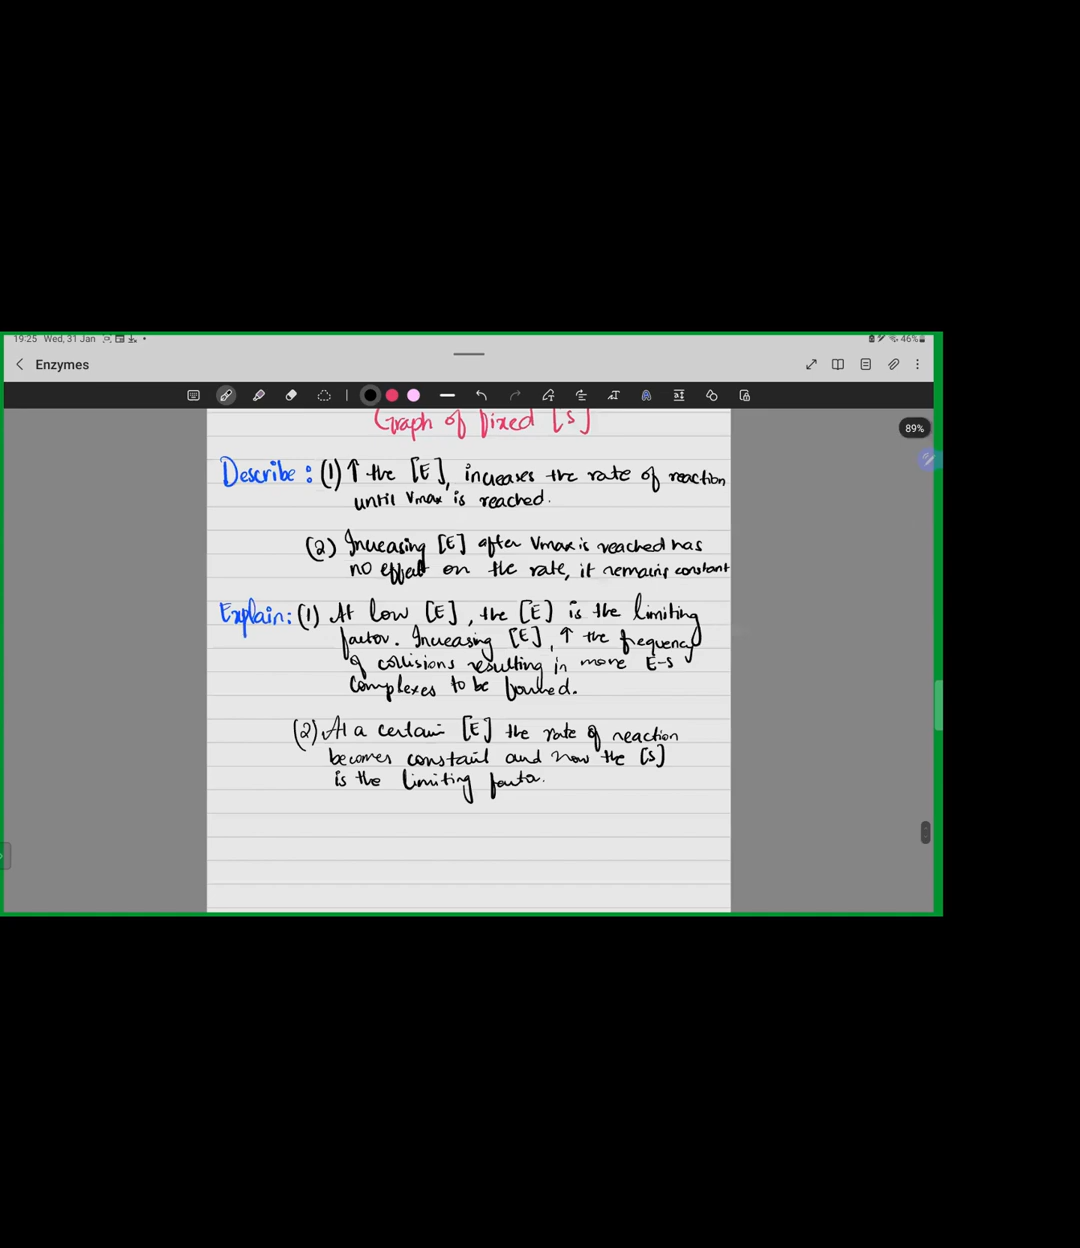 19:25 Wed, 31 Jan
46%
Enzymes
89%
Graph of fixed [S]
Describe: (1) ↑ the [E], increases the rate of reaction
until Vmax is reached.
(2) Increasing [E] after Vmax is reached has
no effect on the rate, it remains constant
Explain: (1) At low [E], the [E] is the limiting
factor. Increasing [E], ↑ the frequency
of collisions resulting in more E-S
complexes to be formed.
(2) At a certain [E] the rate of reaction
becomes constant and now the [S]
is the limiting factor.